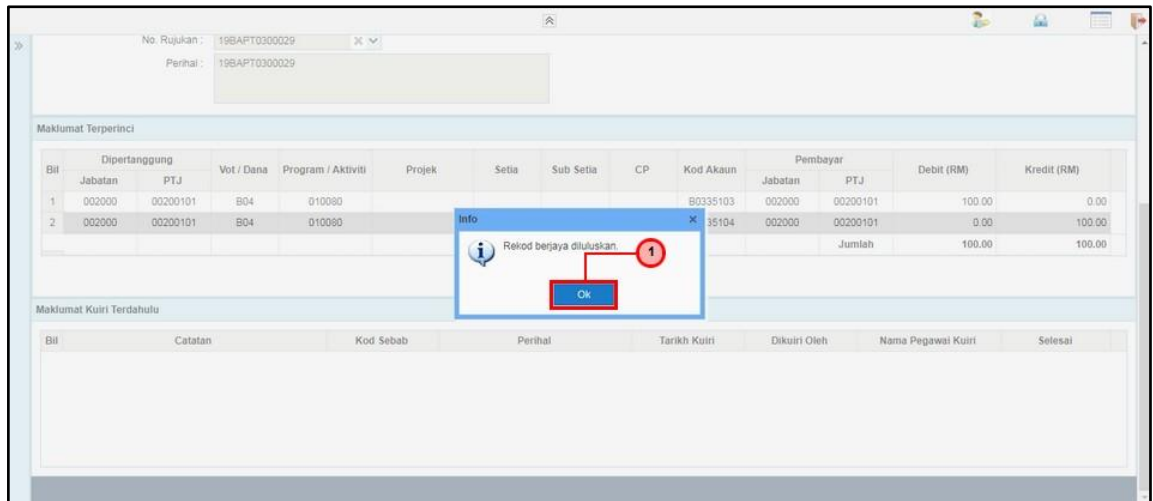 No. Rujukan : 19BAPT0300029
Perihal : 19BAPT0300029
Maklumat Terperinci
Bil Dipertanggung Vot / Dana Program / Aktiviti Projek Setia Sub Setia CP Kod Akaun Pembayar Debit (RM) Kredit (RM)
Jabatan PTJ Jabatan PTJ
1 002000 00200101 B04 010080 B0335103 002000 00200101 100.00 0.00
2 002000 00200101 B04 010080 35104 002000 00200101 0.00 100.00
Jumlah 100.00 100.00
Info
Rekod berjaya diluluskan.
1
Ok
Maklumat Kuiri Terdahulu
Bil Catatan Kod Sebab Perihal Tarikh Kuiri Dikuiri Oleh Nama Pegawai Kuiri Selesai